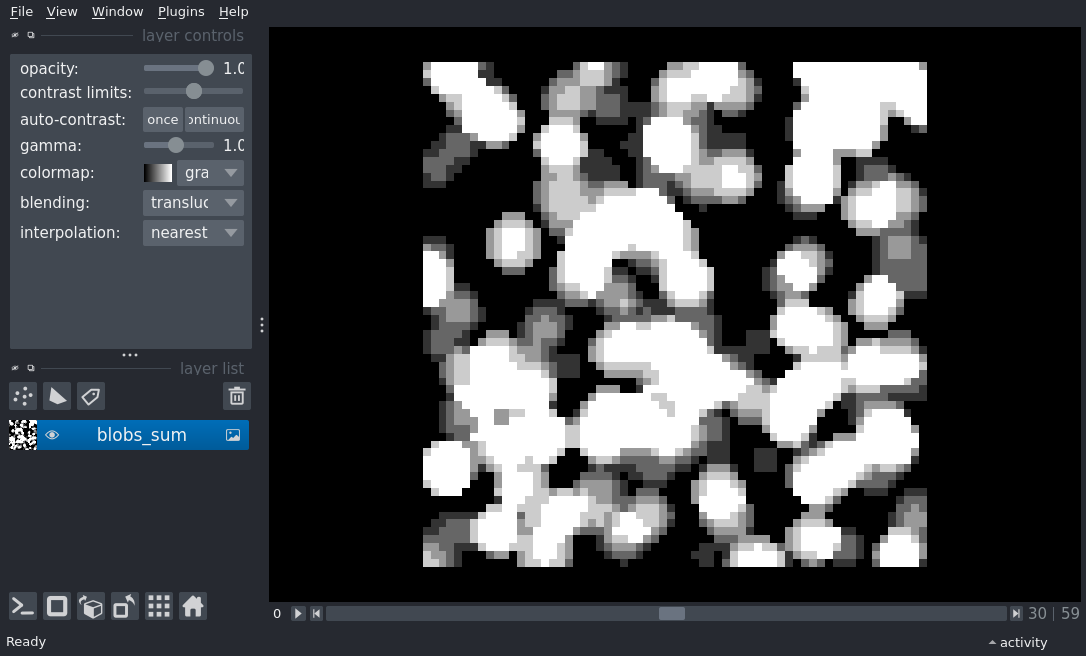 File View Window Plugins Help
layer controls
opacity: 1.0
contrast limits:
auto-contrast: once ontinuou
gamma: 1.0
colormap: gra
blending: transluc
interpolation: nearest
layer list
blobs_sum
0 30 | 59
Ready activity